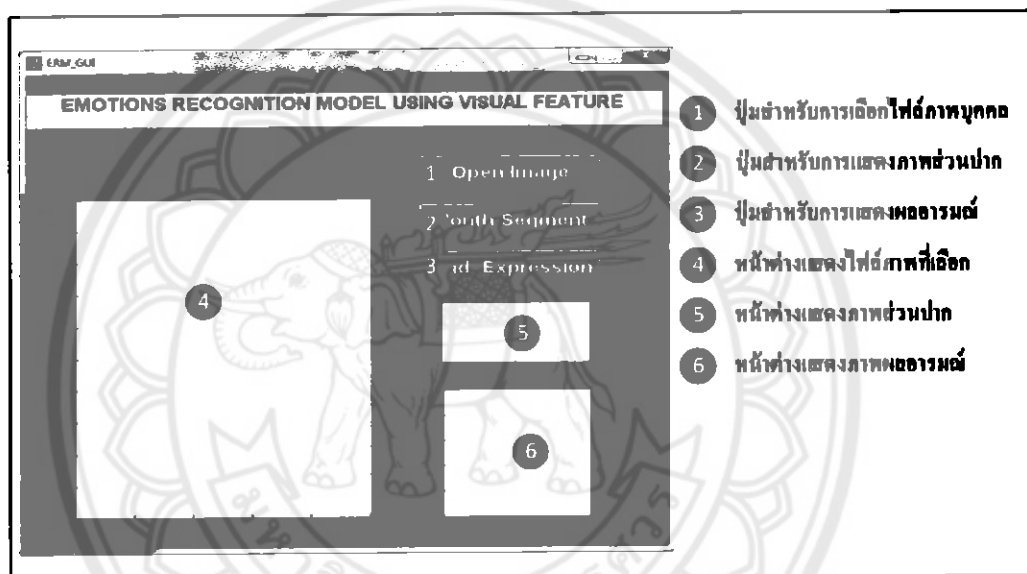 ERM_GUI
EMOTIONS RECOGNITION MODEL USING VISUAL FEATURE
1 Open Image
2 Segment
3 Expression
4
5
6
1 ปุ่มสำหรับการเลือกไฟล์ภาพบุคคล
2 ปุ่มสำหรับการแสดงภาพส่วนปาก
3 ปุ่มสำหรับการแสดงผลอารมณ์
4 หน้าต่างแสดงไฟล์ภาพที่เลือก
5 หน้าต่างแสดงภาพส่วนปาก
6 หน้าต่างแสดงภาพผลอารมณ์